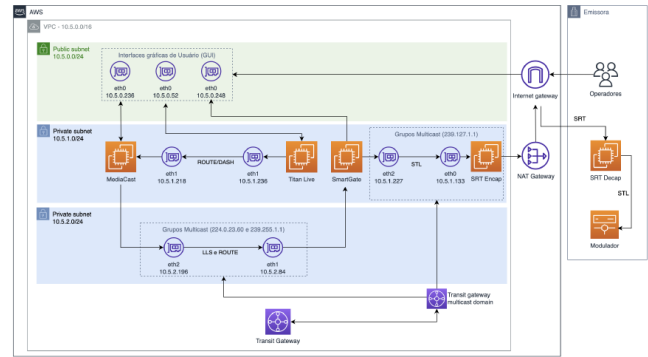 AWS
Emissora
VPC - 10.5.0.0/16
Public subnet
10.5.0.0/24
Interfaces gráficas de Usuário (GUI)
eth0
10.5.0.236
eth0
10.5.0.52
eth0
10.5.0.248
Internet gateway
Operadores
Private subnet
10.5.1.0/24
Grupos Multicast (239.127.1.1)
SRT
MediaCast
eth1
10.5.1.218
ROUTE/DASH
eth1
10.5.1.236
Titan Live
SmartGate
eth2
10.5.1.227
STL
eth0
10.5.1.133
SRT Encap
NAT Gateway
SRT Decap
STL
Private subnet
10.5.2.0/24
Grupos Multicast (224.0.23.60 e 239.255.1.1)
eth2
10.5.2.196
LLS e ROUTE
eth1
10.5.2.84
Modulador
Transit gateway
multicast domain
Transit Gateway